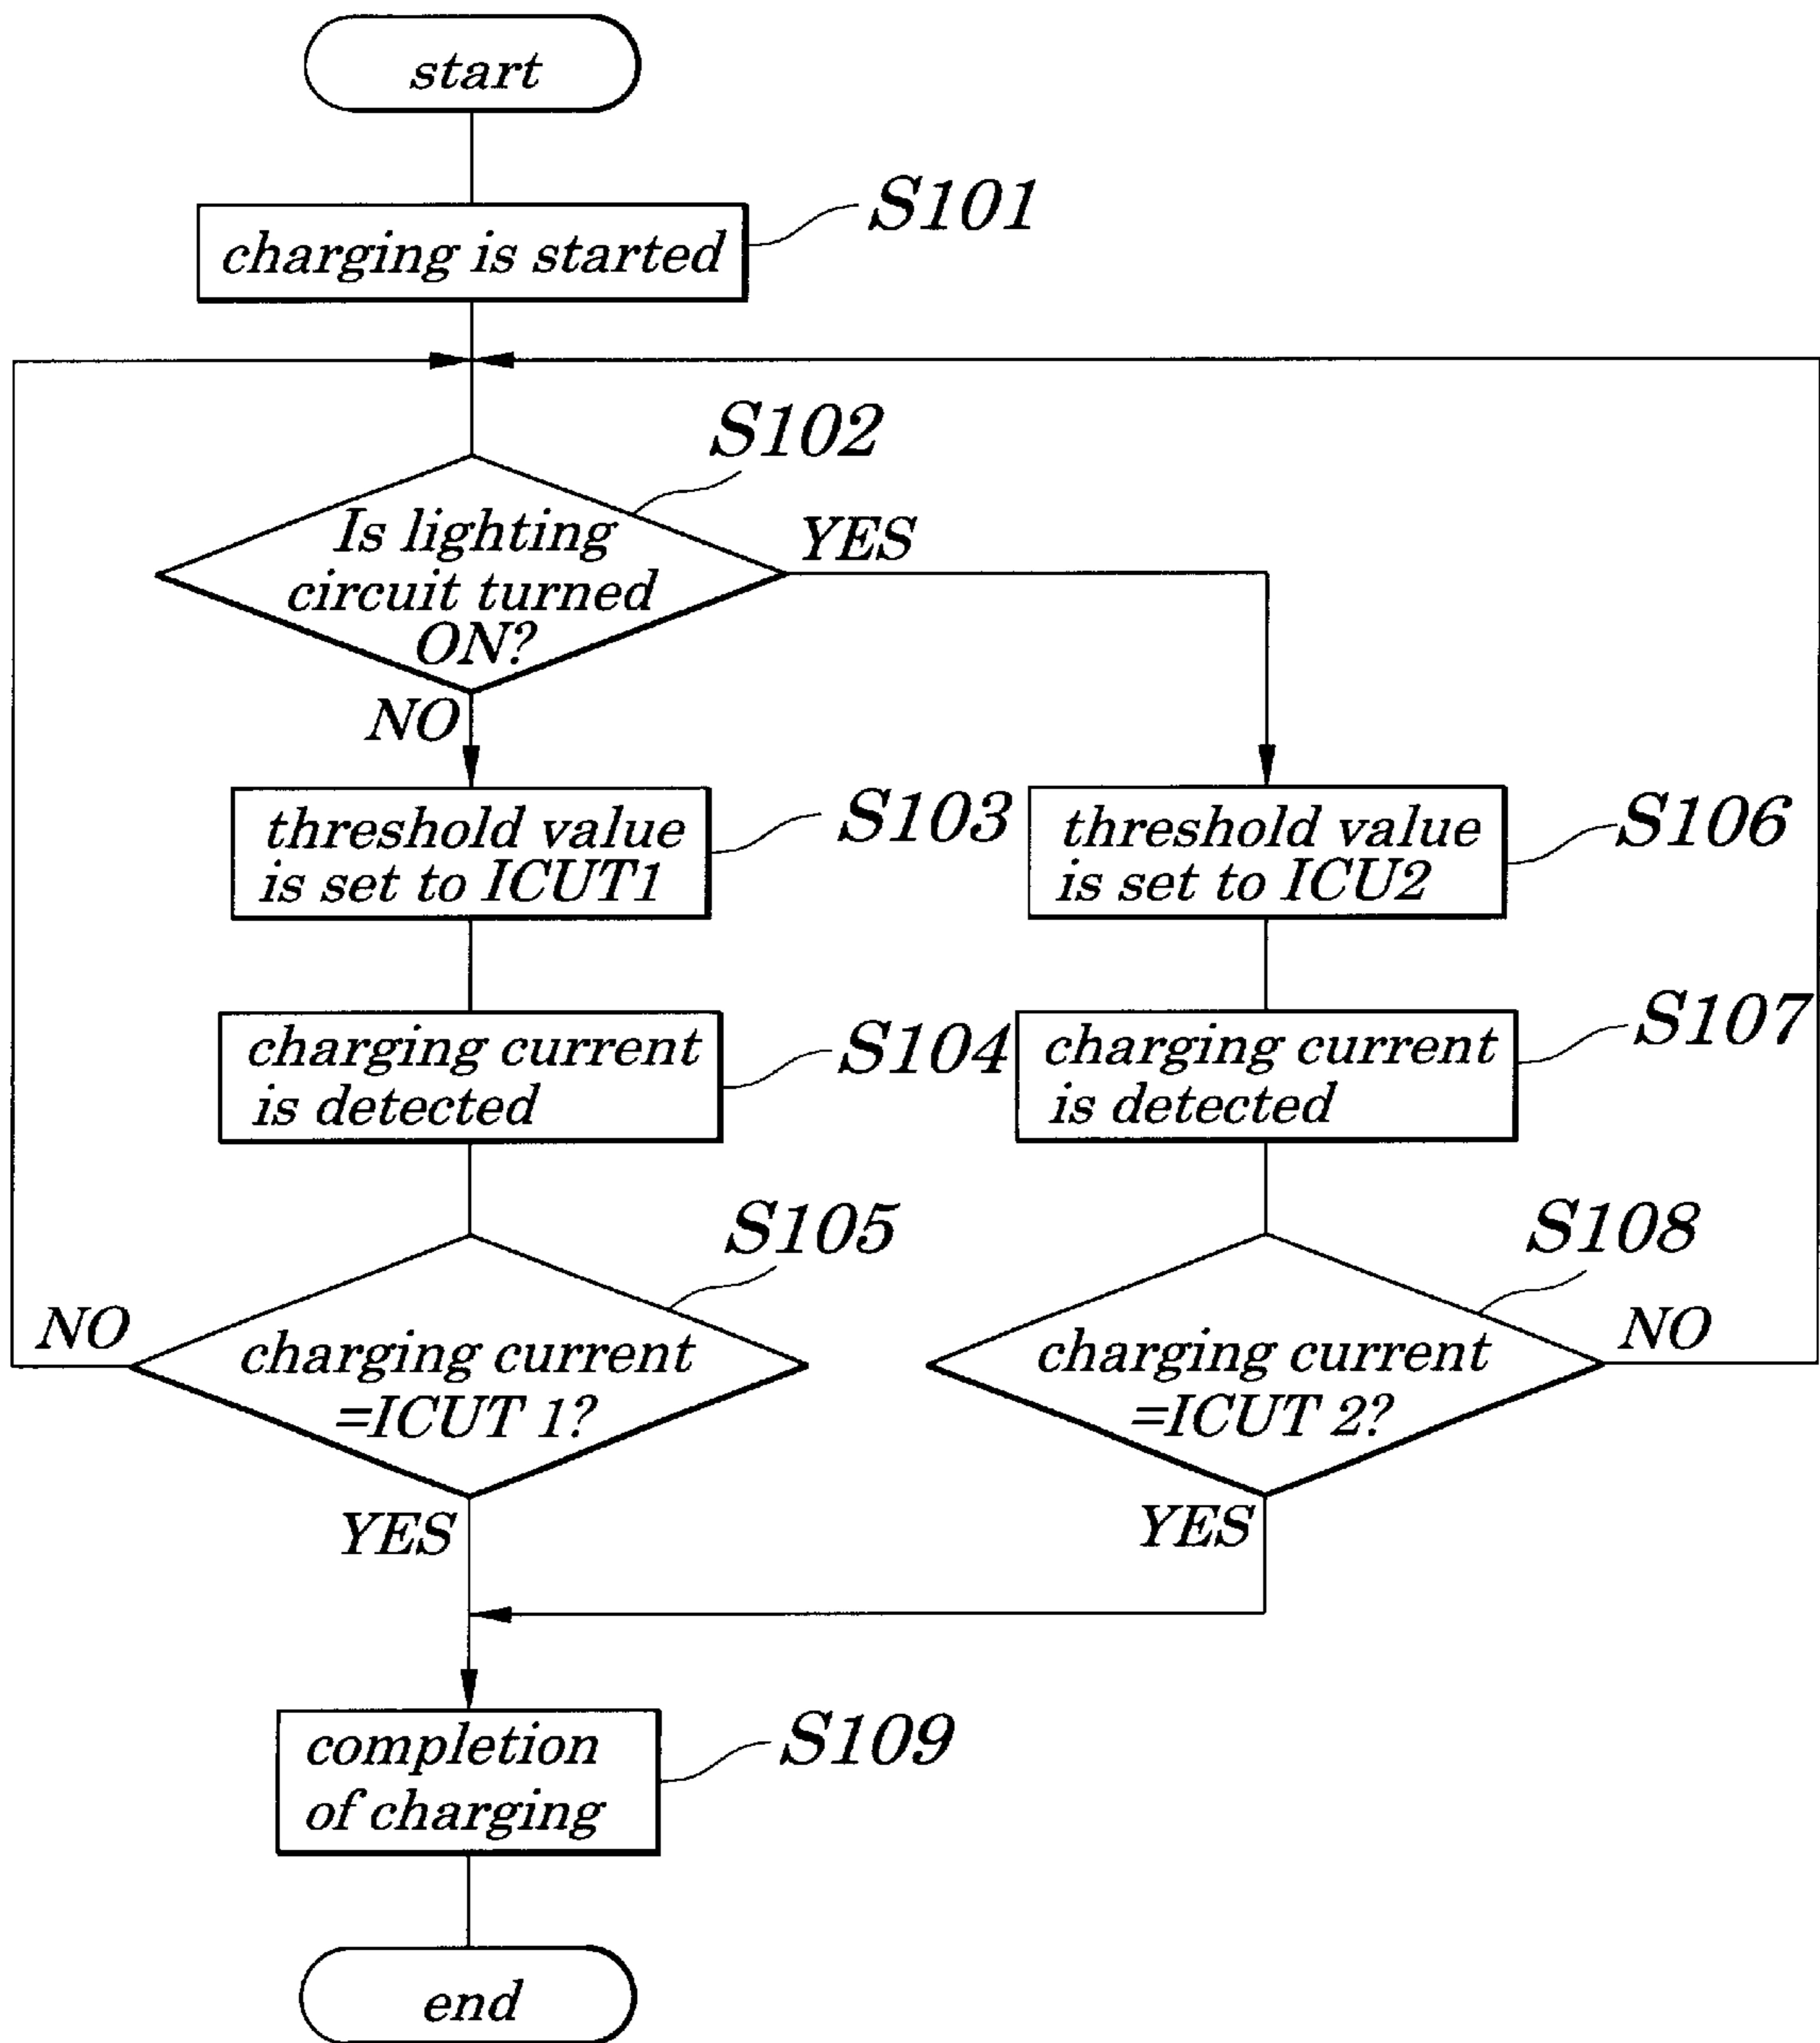 start
charging is started
S101
S102
Is lighting
circuit turned
ON?
YES
NO
threshold value
is set to ICUT1
S103
threshold value
is set to ICU2
S106
charging current
is detected
S104
charging current
is detected
S107
S105
charging current
=ICUT 1?
NO
YES
S108
charging current
=ICUT 2?
NO
YES
completion
of charging
S109
end